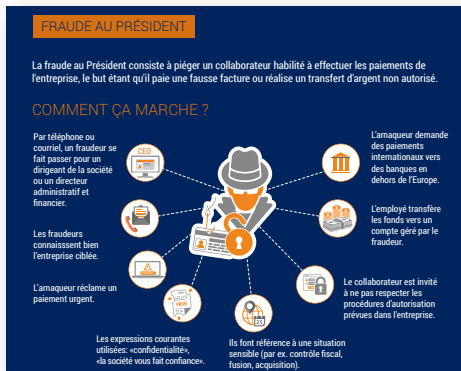 FRAUDE AU PRÉSIDENT
La fraude au Président consiste à piéger un collaborateur habilité à effectuer les paiements de
l'entreprise, le but étant qu'il paie une fausse facture ou réalise un transfert d'argent non autorisé.
COMMENT ÇA MARCHE ?
Par téléphone ou
courriel, un fraudeur se
fait passer pour un
dirigeant de la société
ou un directeur
administratif et
financier.
CEO
Les fraudeurs
connaisssent bien
l'entreprise ciblée.
L'arnaqueur réclame un
paiement urgent.
Les expressions courantes
utilisées: «confidentialité»,
«la société vous fait confiance».
Ils font référence à une situation
sensible (par ex. contrôle fiscal,
fusion, acquisition).
25
L'arnaqueur demande
des paiements
internationaux vers
des banques en
dehors de l'Europe.
L'employé transfère
les fonds vers un
compte géré par le
fraudeur.
Le collaborateur est invité
à ne pas respecter les
procédures d'autorisation
prévues dans l'entreprise.